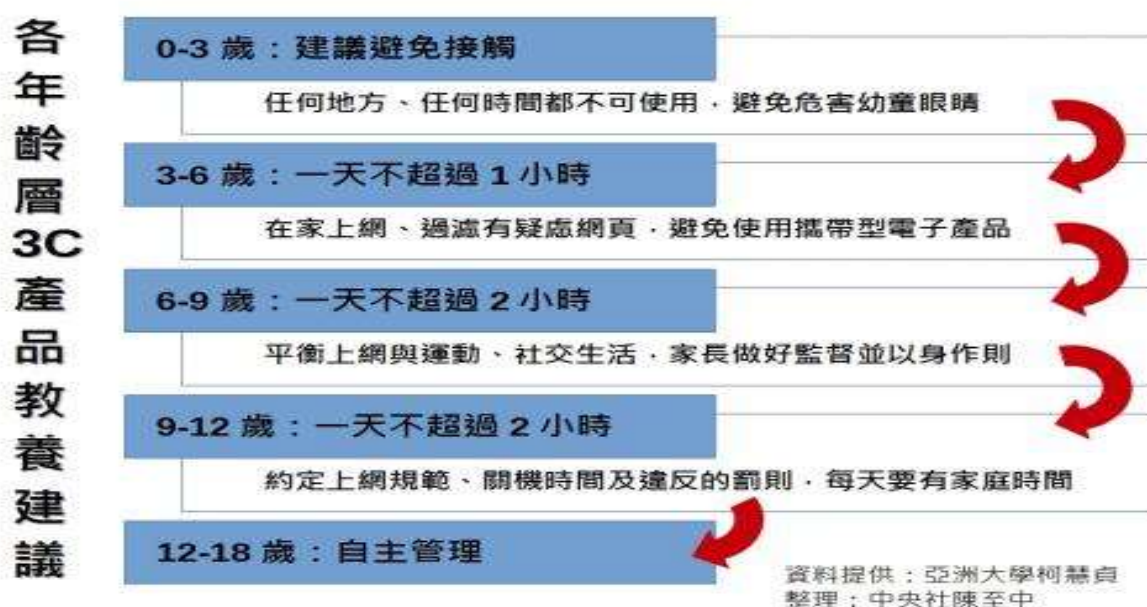 各年齡層3C產品教養建議
0-3 歲：建議避免接觸
任何地方、任何時間都不可使用，避免危害幼童眼睛
3-6 歲：一天不超過 1 小時
在家上網、過濾有疑慮網頁，避免使用攜帶型電子產品
6-9 歲：一天不超過 2 小時
平衡上網與運動、社交生活，家長做好監督並以身作則
9-12 歲：一天不超過 2 小時
約定上網規範、關機時間及違反的罰則，每天要有家庭時間
12-18 歲：自主管理
資料提供：亞洲大學柯慧貞
整理：中央社陳至中